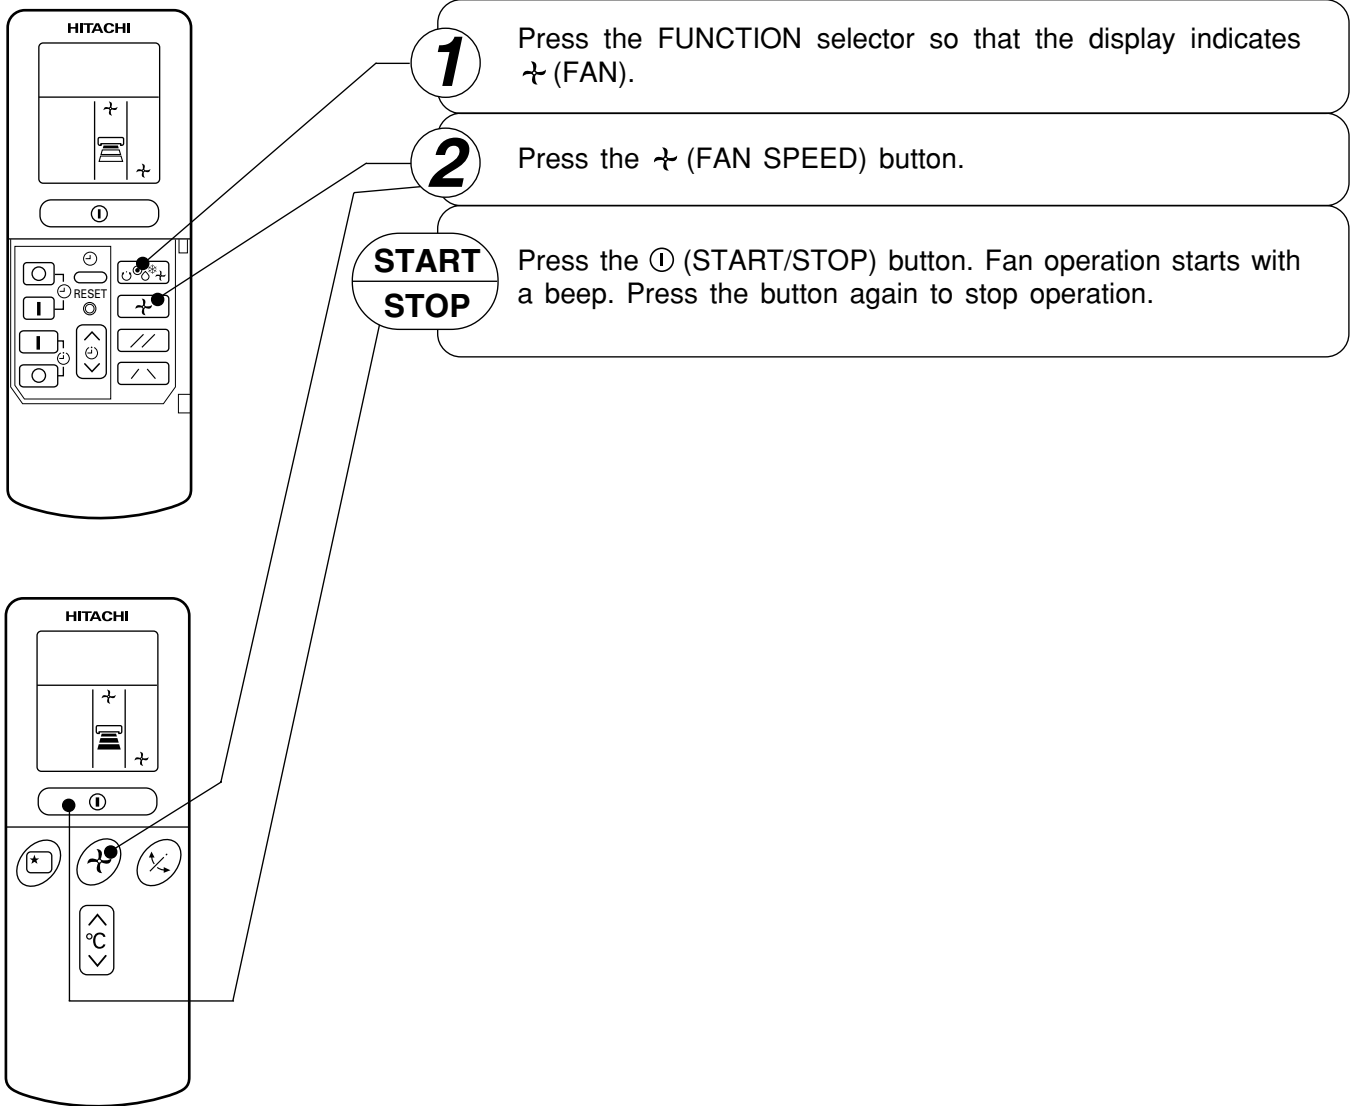 HITACHI
RESET
1
Press the FUNCTION selector so that the display indicates
(FAN).
2
Press the (FAN SPEED) button.
START
STOP
Press the (START/STOP) button. Fan operation starts with
a beep. Press the button again to stop operation.
HITACHI
°C